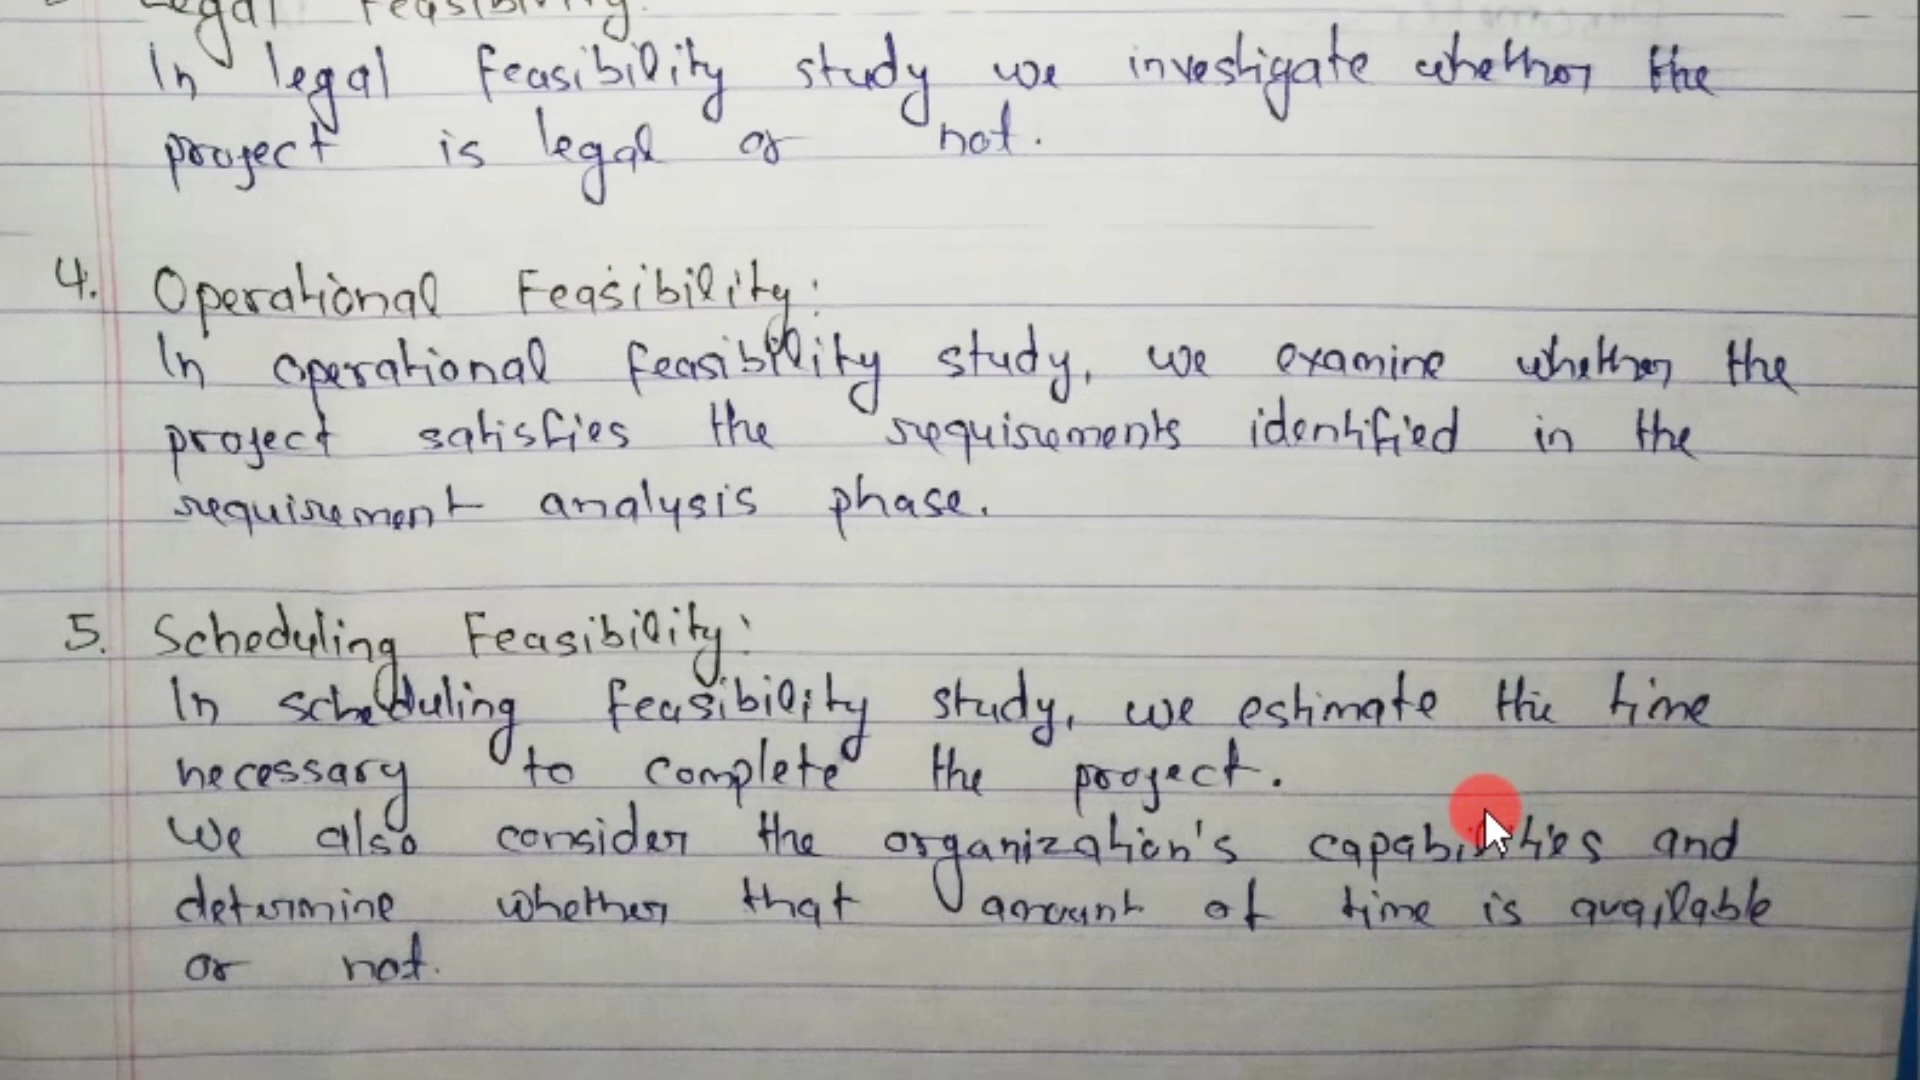 Legal Feasibility:
In legal feasibility study we investigate whether the
project is legal or not.
4. Operational Feasibility:
In operational feasibility study, we examine whether the
project satisfies the requirements identified in the
requirement analysis phase.
5. Scheduling Feasibility:
In scheduling feasibility study, we estimate the time
necessary to complete the project.
We also consider the organization's capabilities and
determine whether that amount of time is available
or not.